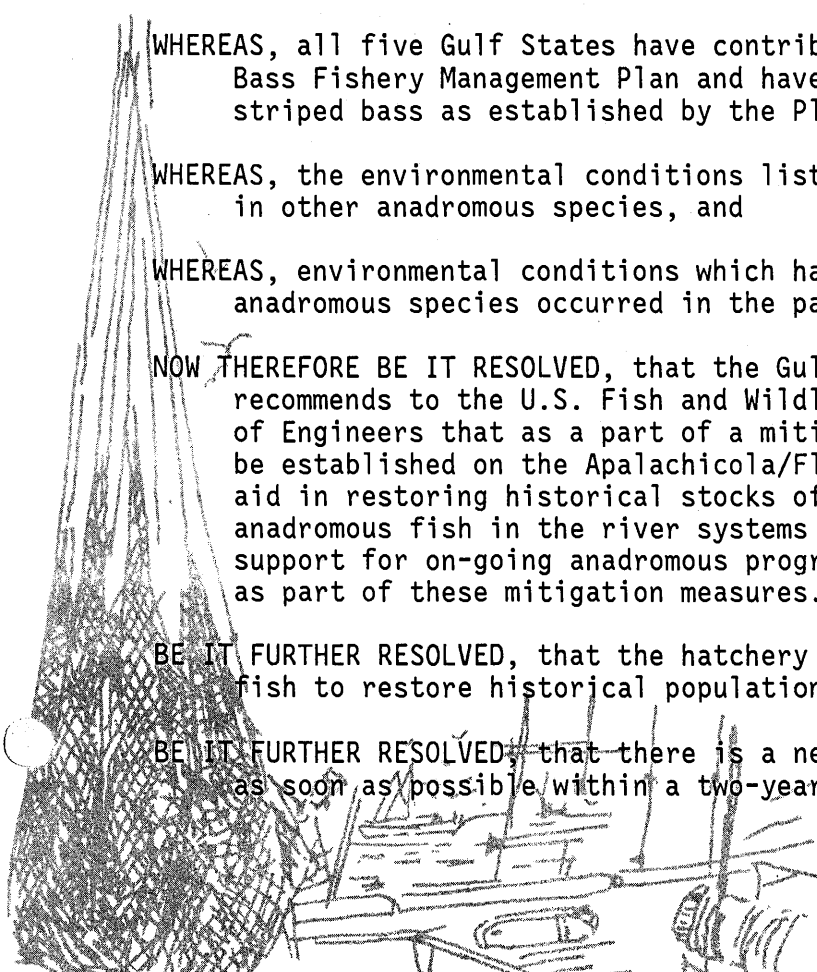 WHEREAS, all five Gulf States have contrib
Bass Fishery Management Plan and have
striped bass as established by the Pl
WHEREAS, the environmental conditions list
in other anadromous species, and
WHEREAS, environmental conditions which ha
anadromous species occurred in the pa
NOW THEREFORE BE IT RESOLVED, that the Gul
recommends to the U.S. Fish and Wildl
of Engineers that as a part of a miti
be established on the Apalachicola/Fl
aid in restoring historical stocks of
anadromous fish in the river systems
support for on-going anadromous progr
as part of these mitigation measures.
BE IT FURTHER RESOLVED, that the hatchery
fish to restore historical population
BE IT FURTHER RESOLVED, that there is a ne
as soon as possible within a two-year